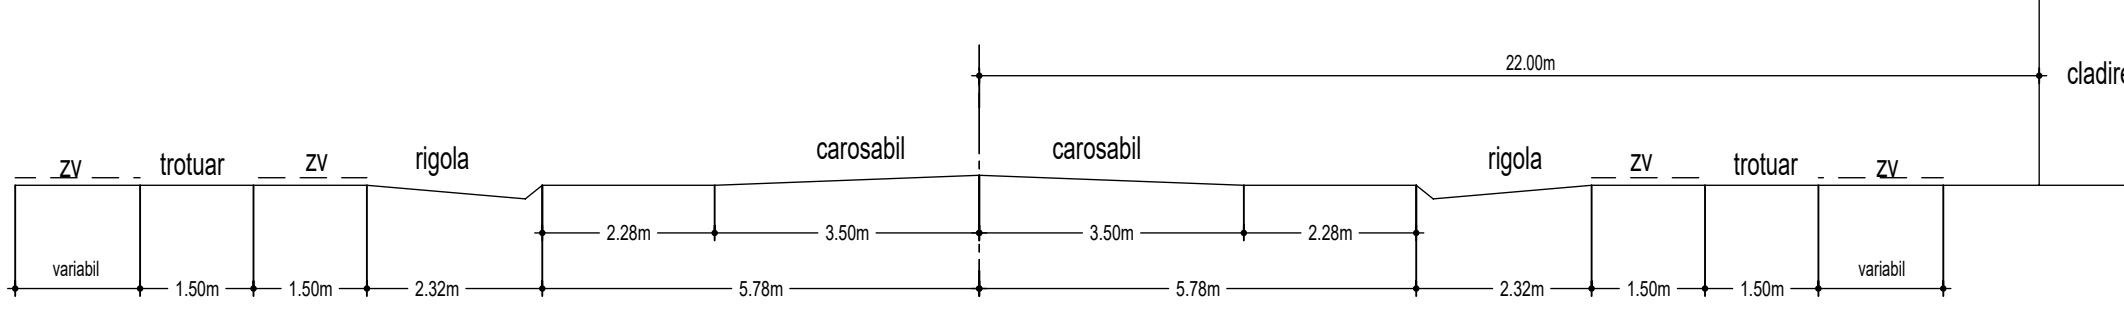 22.00m
cladire
carosabil carosabil
zv trotuar zv rigola rigola zv trotuar zv
2.28m 3.50m 3.50m 2.28m
variabil variabil
1.50m 1.50m 2.32m 5.78m 5.78m 2.32m 1.50m 1.50m